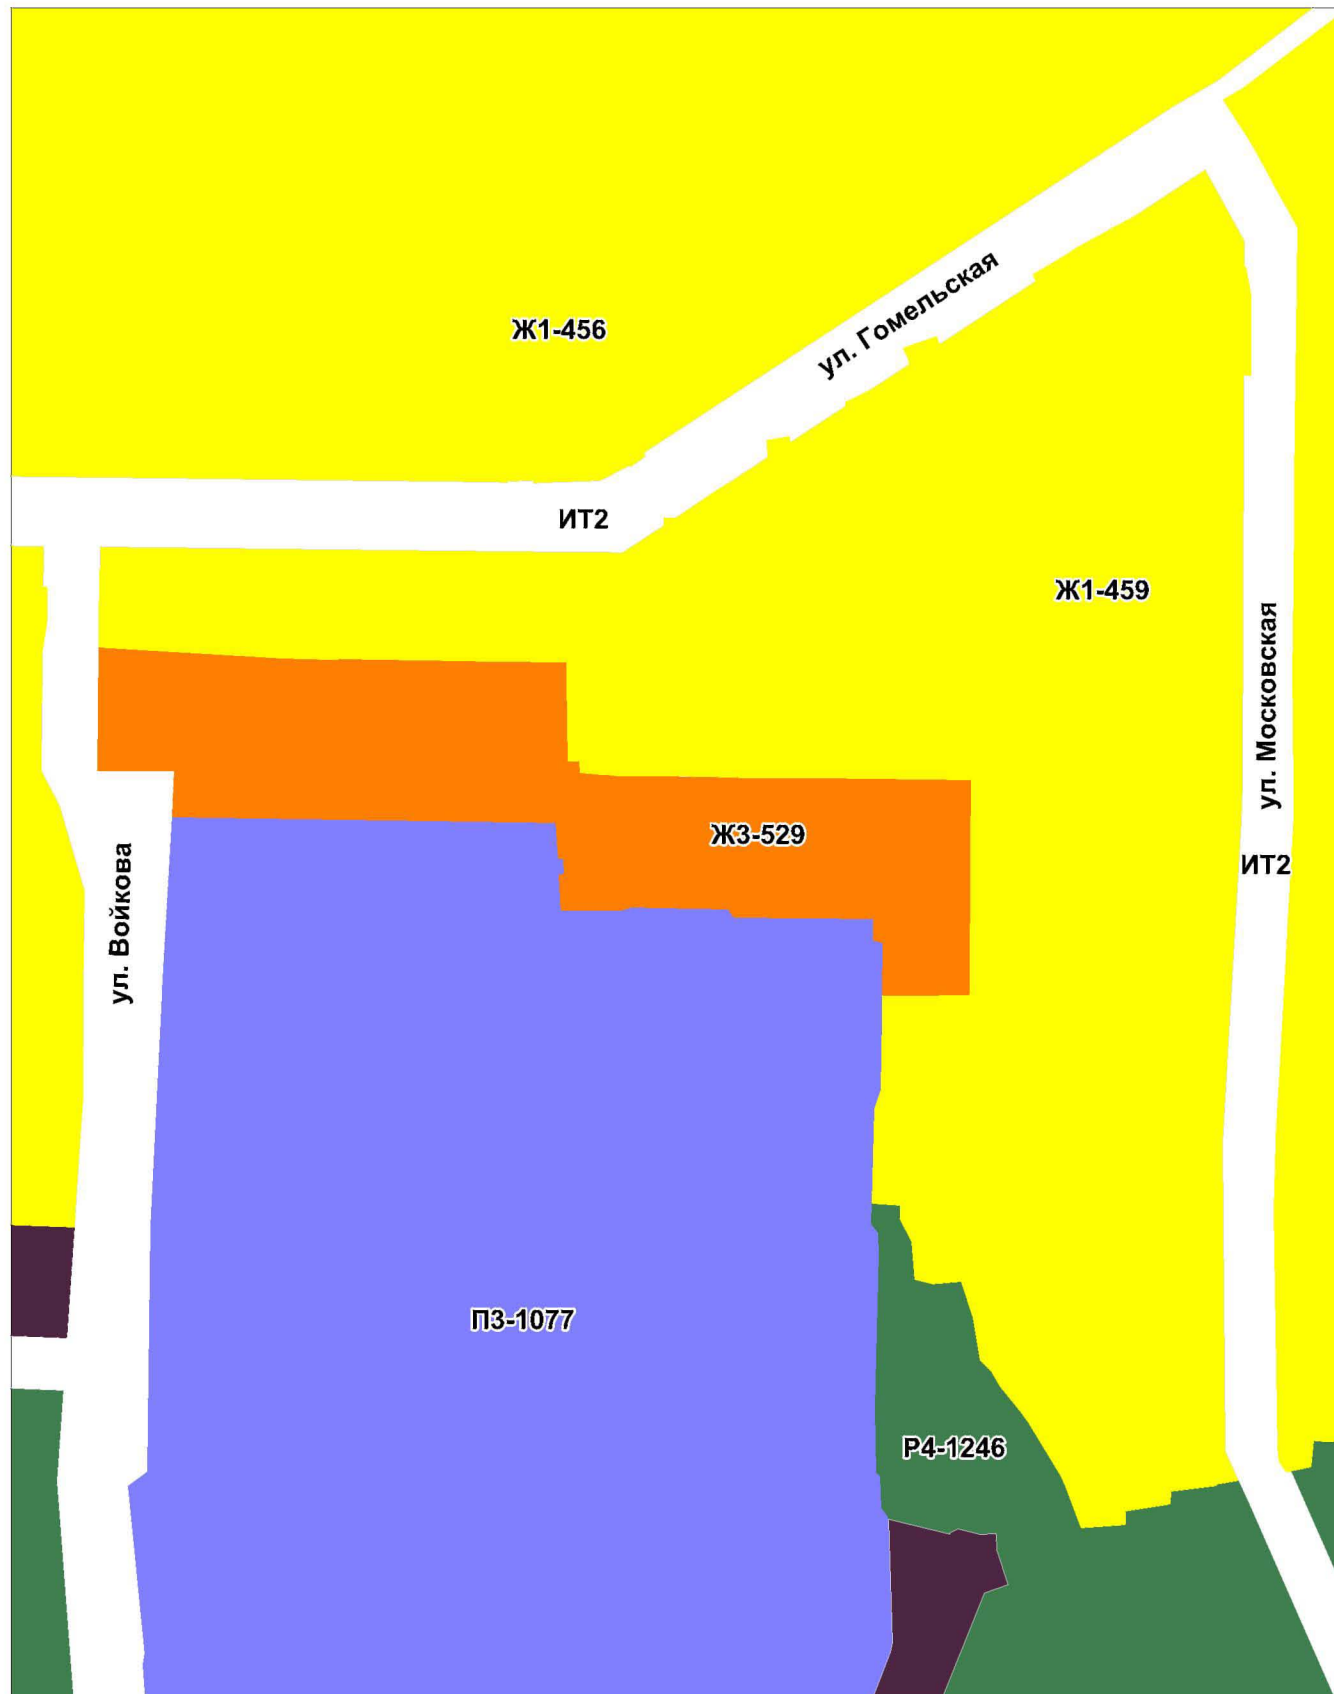 Ж1-456
ул. Гомельская
ИТ2
Ж1-459
ул. Московская
Ж3-529
ИТ2
ул. Войкова
П3-1077
Р4-1246